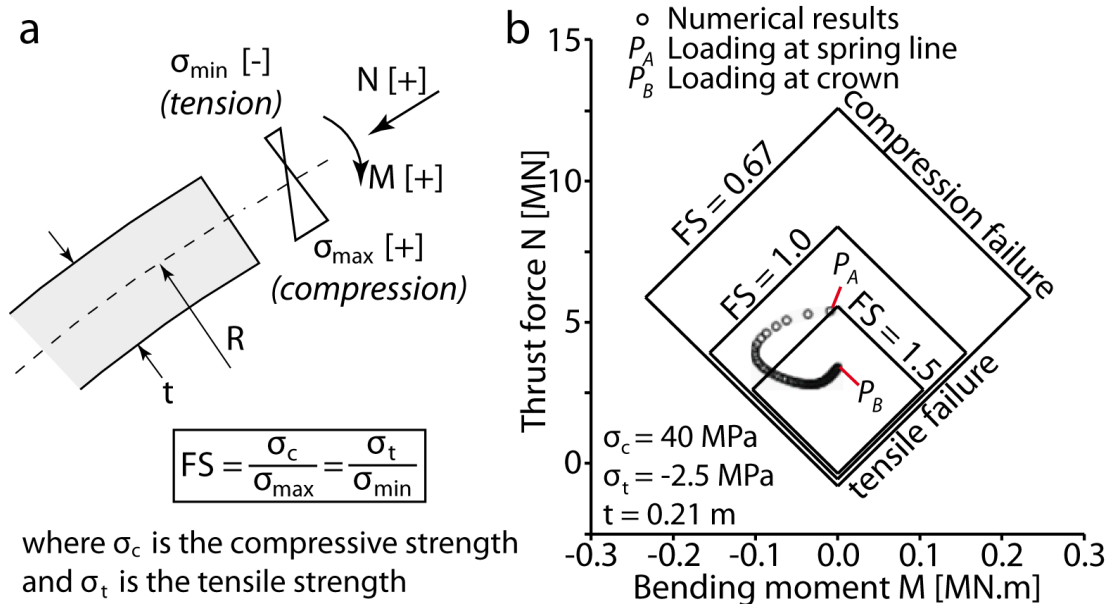 a
σmin [-]
(tension)
N [+]
M [+]
σmax [+]
(compression)
R
t
FS = σc/σmax = σt/σmin
where σc is the compressive strength
and σt is the tensile strength
b
Numerical results
PA Loading at spring line
PB Loading at crown
Thrust force N [MN]
15
10
5
0
compression failure
FS = 0.67
FS = 1.0
FS = 1.5
PA
PB
tensile failure
σc = 40 MPa
σt = -2.5 MPa
t = 0.21 m
-0.3 -0.2 -0.1 0.0 0.1 0.2 0.3
Bending moment M [MN.m]